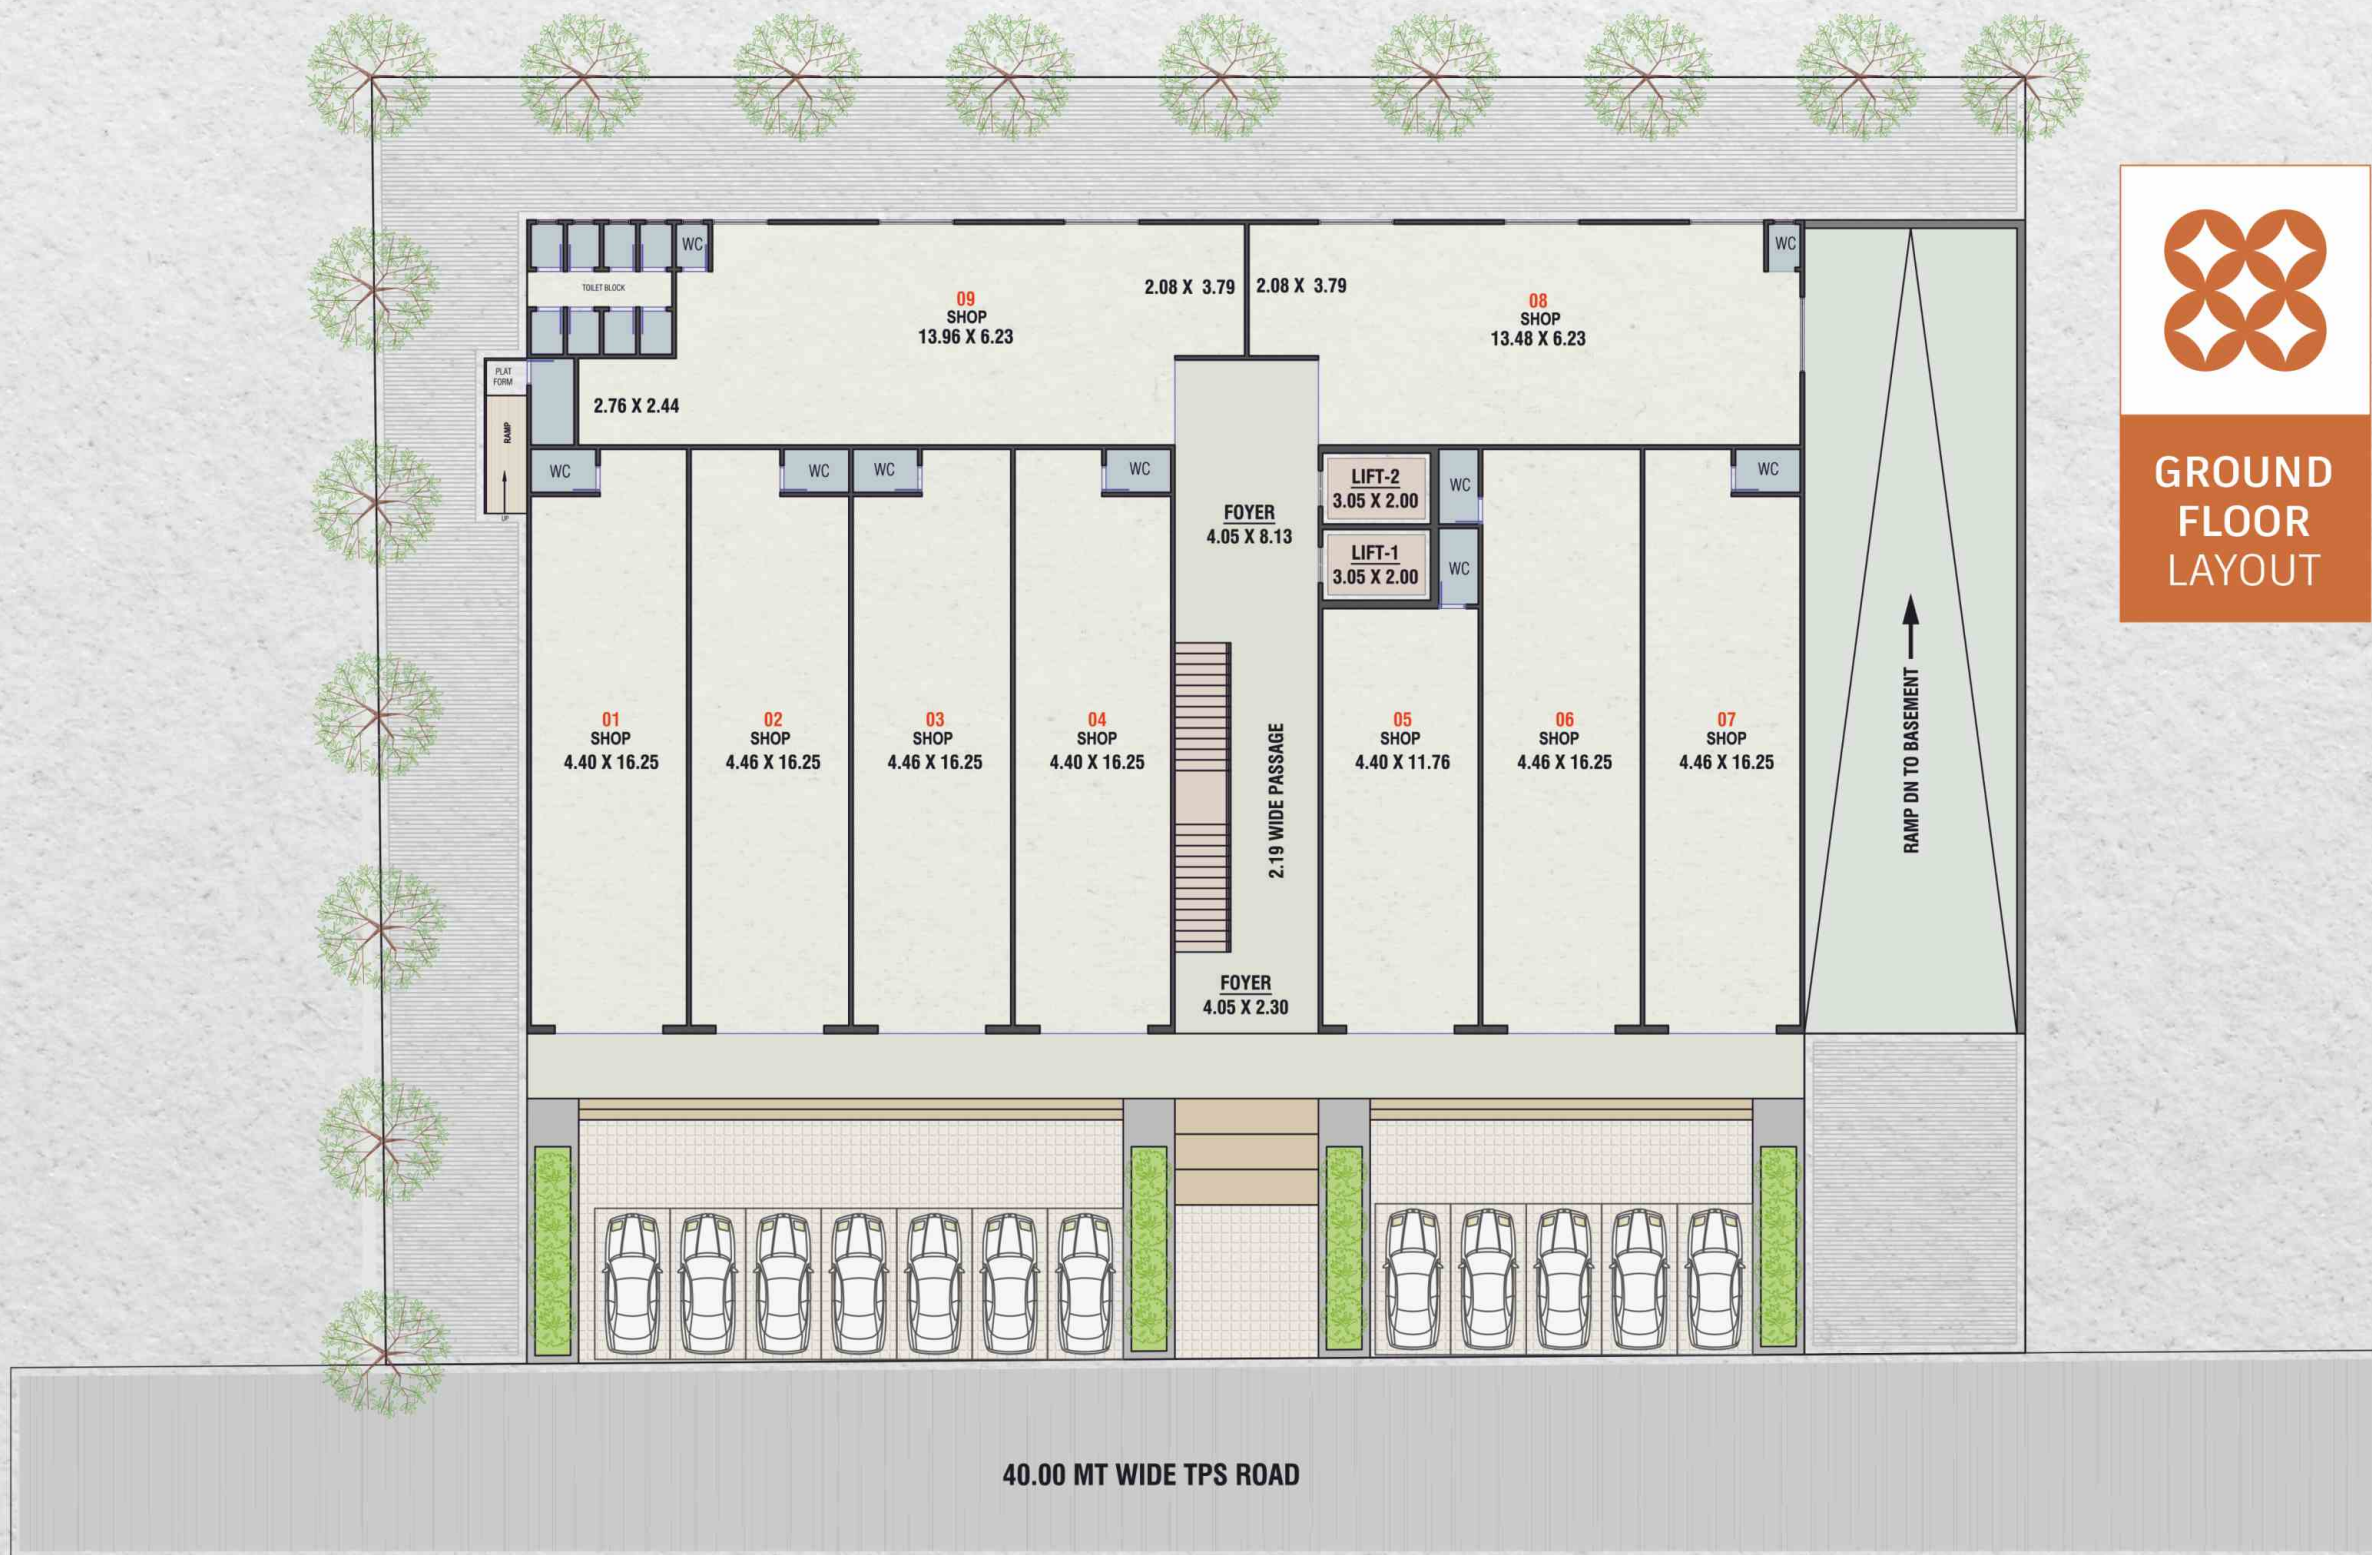 GROUND
FLOOR
LAYOUT
WC
WC
TOILET BLOCK
09
SHOP
13.96 X 6.23
2.08 X 3.79
2.08 X 3.79
08
SHOP
13.48 X 6.23
PLAT
FORM
RAMP
UP
2.76 X 2.44
WC
WC
WC
WC
FOYER
4.05 X 8.13
LIFT-2
3.05 X 2.00
LIFT-1
3.05 X 2.00
WC
WC
WC
01
SHOP
4.40 X 16.25
02
SHOP
4.46 X 16.25
03
SHOP
4.46 X 16.25
04
SHOP
4.40 X 16.25
2.19 WIDE PASSAGE
05
SHOP
4.40 X 11.76
06
SHOP
4.46 X 16.25
07
SHOP
4.46 X 16.25
RAMP DN TO BASEMENT
FOYER
4.05 X 2.30
40.00 MT WIDE TPS ROAD